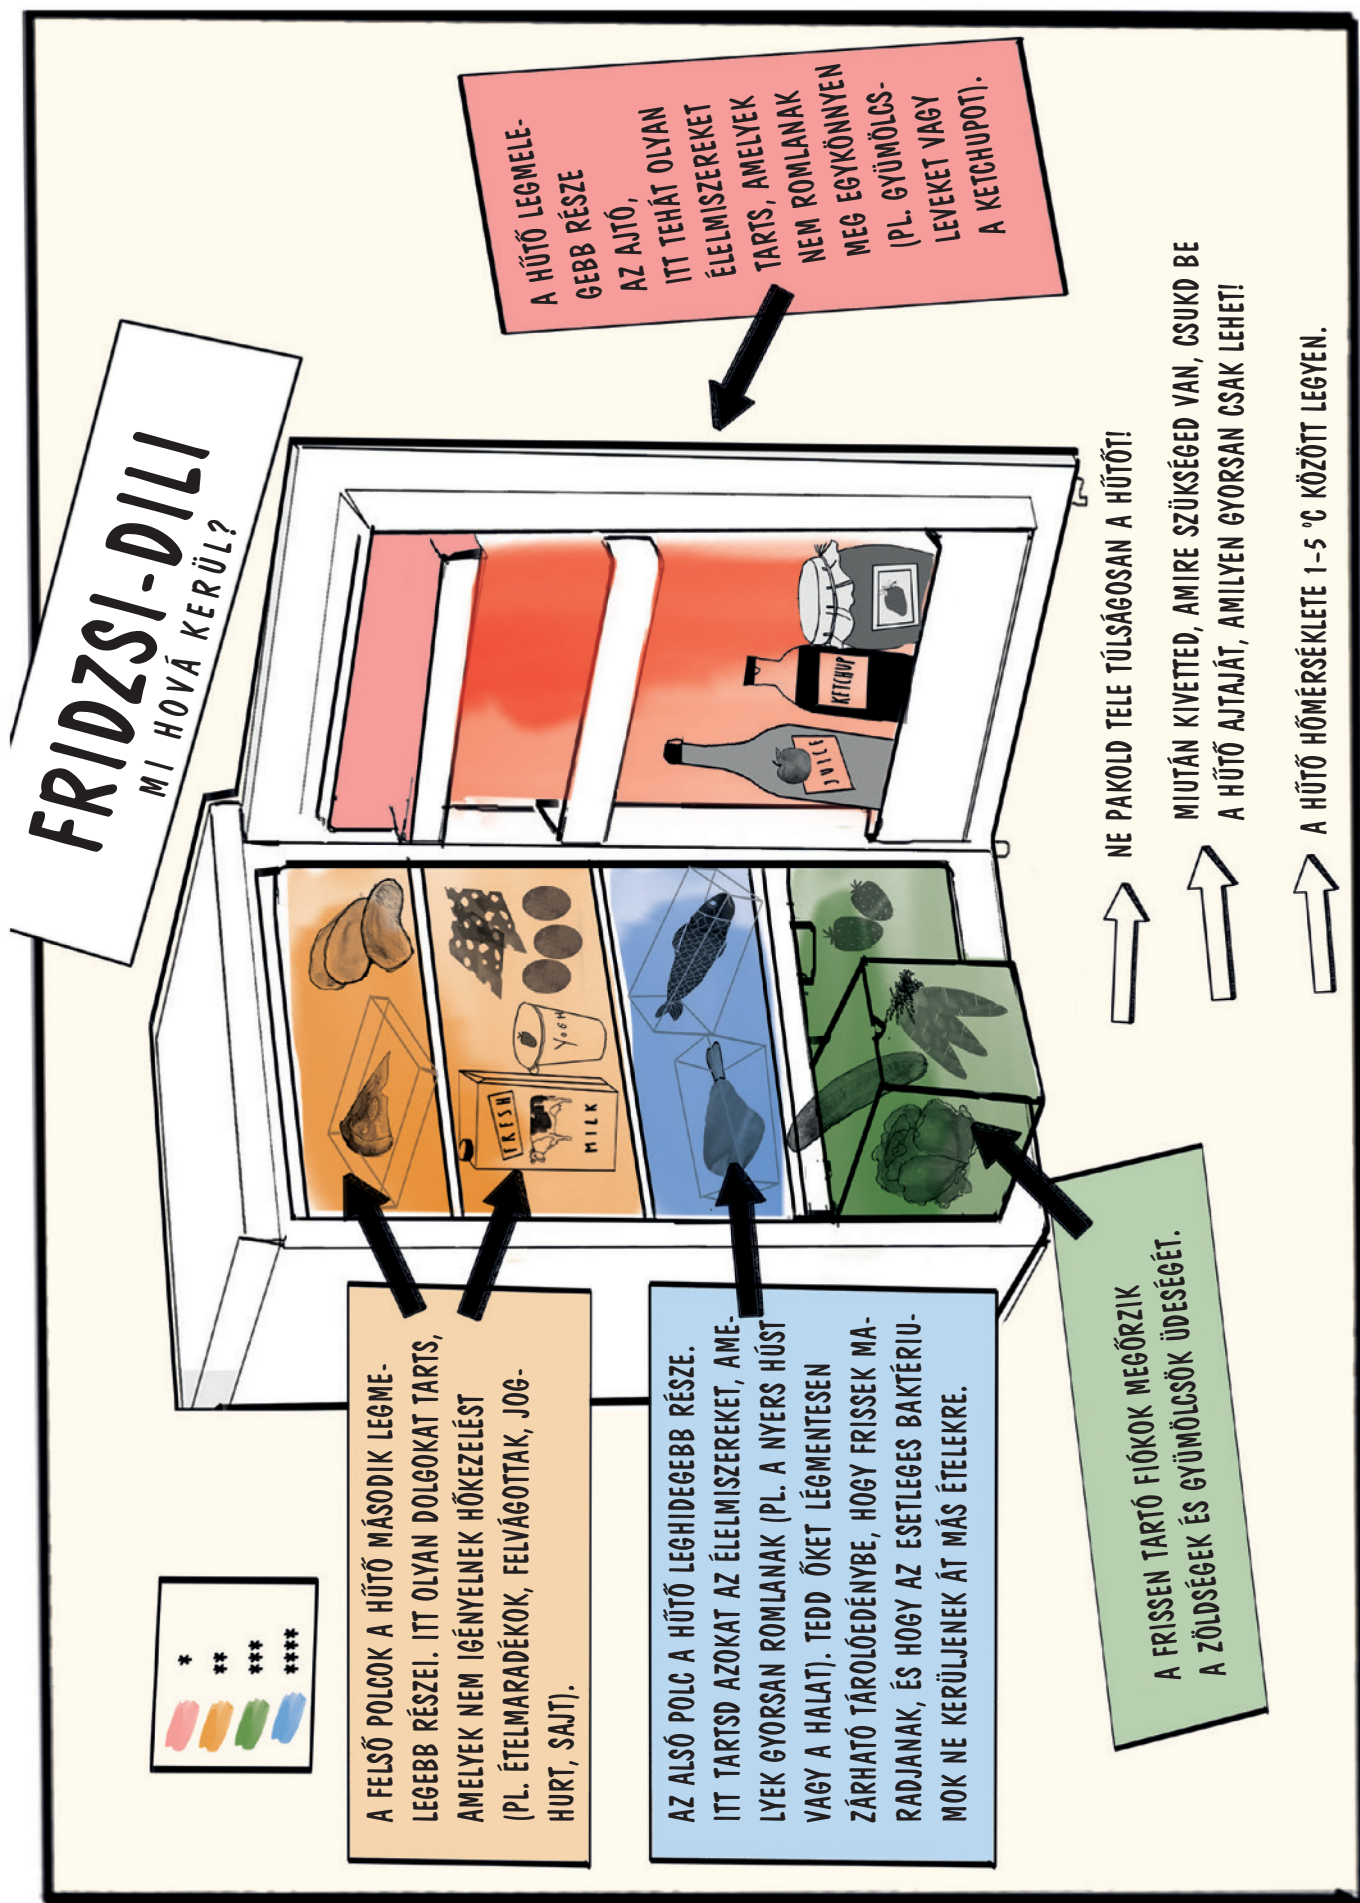 FRIDZSI-DILI
MI HOVÁ KERÜL?
*
**
***
****
A FELSŐ POLCOK A HŰTŐ MÁSODIK LEGME-
LEGEBB RÉSZEI. ITT OLYAN DOLGOKAT TARTS,
AMELYEK NEM IGÉNYELNEK HŐKEZELÉST
(PL. ÉTELMARADÉKOK, FELVÁGOTTAK, JOG-
HURT, SAJT).
AZ ALSÓ POLC A HŰTŐ LEGHIDEGEBB RÉSZE.
ITT TARTSD AZOKAT AZ ÉLELMISZEREKET, AME-
LYEK GYORSAN ROMLANAK (PL. A NYERS HÚST
VAGY A HALAT). TEDD ŐKET LÉGMENTESEN
ZÁRHATÓ TÁROLÓEDÉNYBE, HOGY FRISSEK MA-
RADJANAK, ÉS HOGY AZ ESETLEGES BAKTÉRIU-
MOK NE KERÜLJENEK ÁT MÁS ÉTELEKRE.
A FRISSEN TARTÓ FIÓKOK MEGŐRZIK
A ZÖLDSÉGEK ÉS GYÜMÖLCSÖK ÜDESÉGÉT.
FRESH
MILK
YOGH
JUICE
KETCHUP
A HŰTŐ LEGMELE-
GEBB RÉSZE
AZ AJTÓ,
ITT TEHÁT OLYAN
ÉLELMISZEREKET
TARTS, AMELYEK
NEM ROMLANAK
MEG EGYKÖNNYEN
(PL. GYÜMÖLCS-
LEVEKET VAGY
A KETCHUPOT).
NE PAKOLD TELE TÚLSÁGOSAN A HŰTŐT!
MIUTÁN KIVETTED, AMIRE SZÜKSÉGED VAN, CSUKD BE
A HŰTŐ AJTAJÁT, AMILYEN GYORSAN CSAK LEHET!
A HŰTŐ HŐMÉRSÉKLETE 1-5 °C KÖZÖTT LEGYEN.